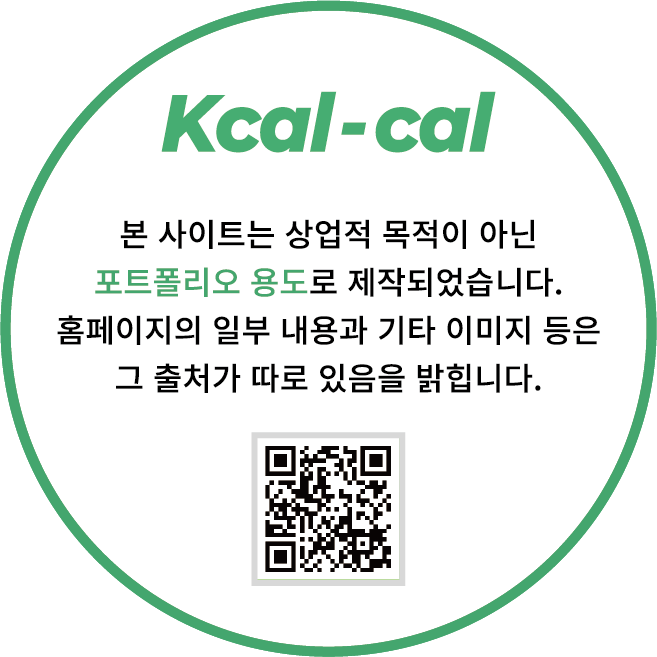 Kcal-cal
본 사이트는 상업적 목적이 아닌
포트폴리오 용도로 제작되었습니다.
홈페이지의 일부 내용과 기타 이미지 등은
그 출처가 따로 있음을 밝힙니다.